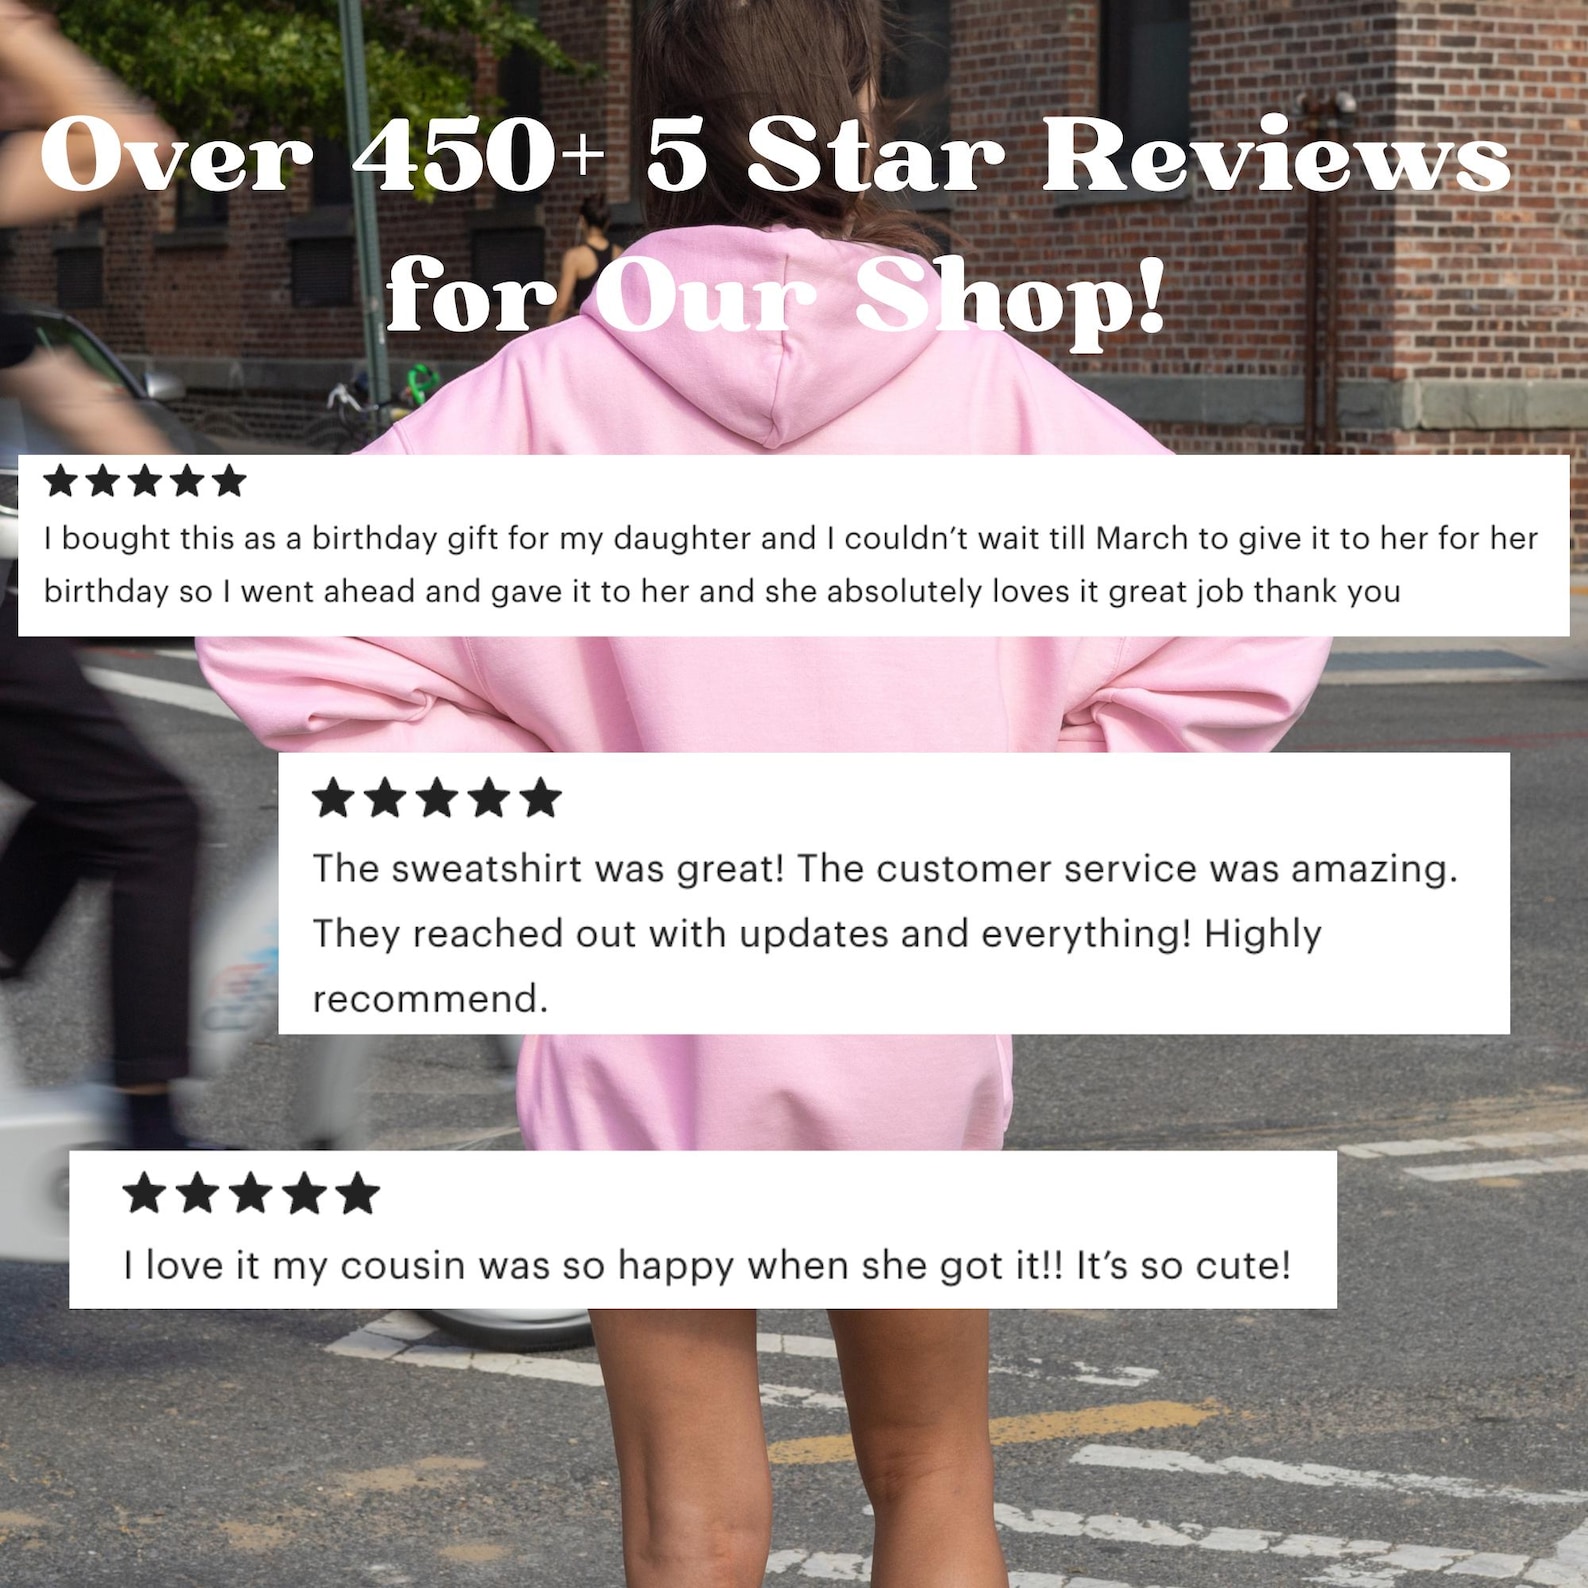 Over 450+ 5 Star Reviews
for Our Shop!
★★★★★
I bought this as a birthday gift for my daughter and I couldn’t wait till March to give it to her for her
birthday so I went ahead and gave it to her and she absolutely loves it great job thank you
★★★★★
The sweatshirt was great! The customer service was amazing.
They reached out with updates and everything! Highly
recommend.
★★★★★
I love it my cousin was so happy when she got it!! It’s so cute!